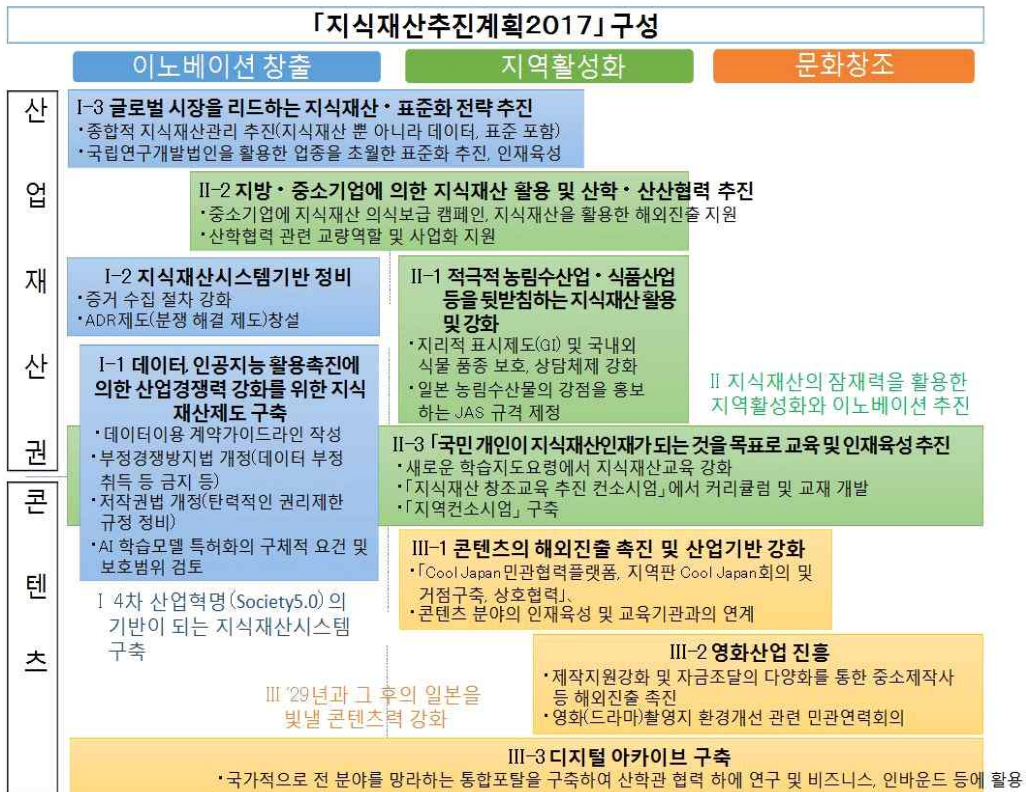 「지식재산추진계획2017」 구성
이노베이션 창출
지역활성화
문화창조
산
업
재
산
권
콘
텐
츠
I-3 글로벌 시장을 리드하는 지식재산・표준화 전략 추진
・종합적 지식재산관리 추진(지식재산 뿐 아니라 데이터, 표준 포함)
・국립연구개발법인을 활용한 업종을 초월한 표준화 추진, 인재육성
II-2 지방・중소기업에 의한 지식재산 활용 및 산학・산산협력 추진
・중소기업에 지식재산 의식보급 캠페인, 지식재산을 활용한 해외진출 지원
・산학협력 관련 교량역할 및 사업화 지원
I-2 지식재산시스템기반 정비
・증거 수집 절차 강화
・ADR제도(분쟁 해결 제도)창설
II-1 적극적 농림수산업・식품산업
등을 뒷받침하는 지식재산 활용
및 강화
・지리적 표시제도(GI) 및 국내외
식물 품종 보호, 상담체제 강화
・일본 농림수산물의 강점을 홍보
하는 JAS 규격 제정
I-1 데이터, 인공지능 활용촉진에
의한 산업경쟁력 강화를 위한 지식
재산제도 구축
・데이터이용 계약가이드라인 작성
・부정경쟁방지법 개정(데이터 부정
취득 등 금지 등)
・저작권법 개정(탄력적인 권리제한
규정 정비)
・AI 학습모델 특허화의 구체적 요건 및
보호범위 검토
II 지식재산의 잠재력을 활용한
지역활성화와 이노베이션 추진
II-3 「국민 개인이 지식재산인재가 되는 것을 목표로 교육 및 인재육성 추진
・새로운 학습지도요령에서 지식재산교육 강화
・「지식재산 창조교육 추진 컨소시엄」에서 커리큘럼 및 교재 개발
・「지역컨소시엄」 구축
III-1 콘텐츠의 해외진출 촉진 및 산업기반 강화
・「Cool Japan민관협력플랫폼, 지역판 Cool Japan회의 및
거점구축, 상호협력」、
・콘텐츠 분야의 인재육성 및 교육기관과의 연계
I 4차 산업혁명(Society5.0)의
기반이 되는 지식재산시스템
구축
III-2 영화산업 진흥
・제작지원강화 및 자금조달의 다양화를 통한 중소제작사
등 해외진출 촉진
・영화(드라마)촬영지 환경개선 관련 민관연력회의
III '29년과 그 후의 일본을
빛낼 콘텐츠력 강화
III-3 디지털 아카이브 구축
・국가적으로 전 분야를 망라하는 통합포탈을 구축하여 산학관 협력 하에 연구 및 비즈니스, 인바운드 등에 활용